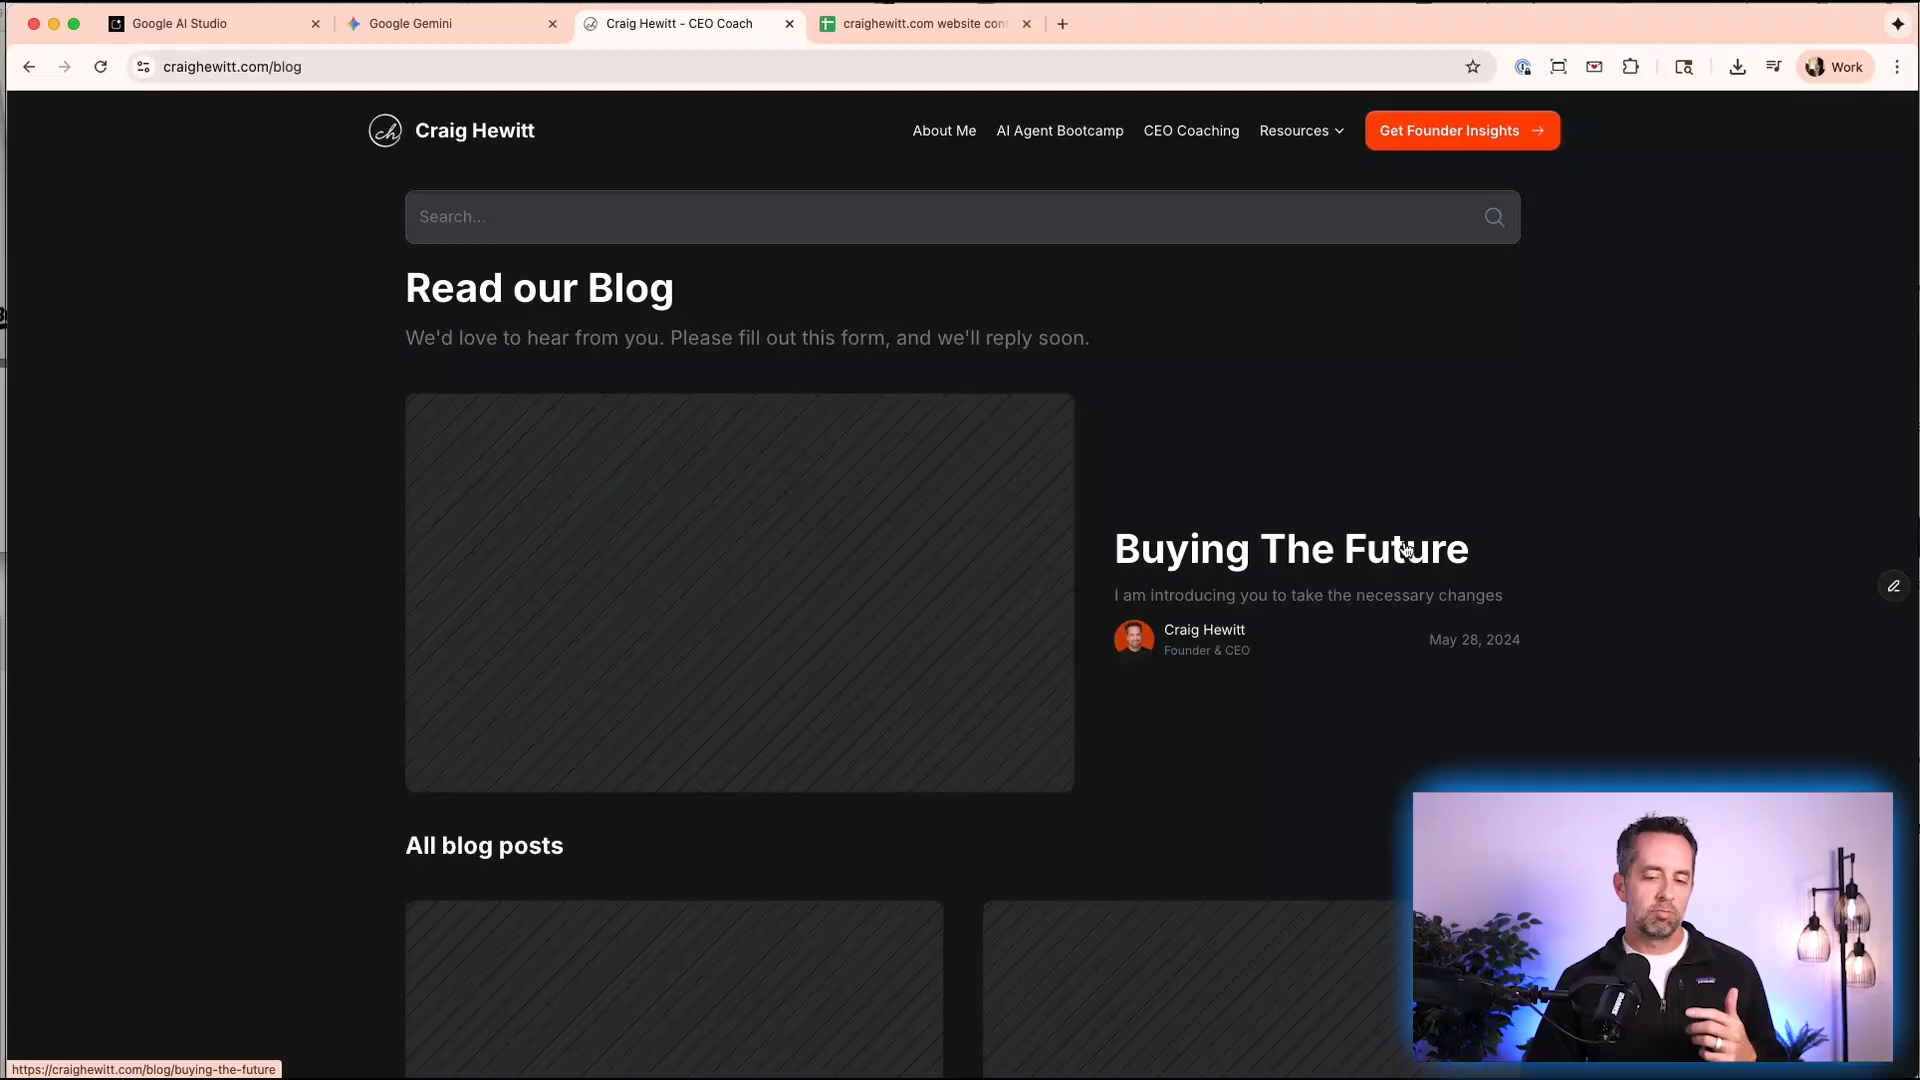 Google AI Studio
Google Gemini
Craig Hewitt - CEO Coach
craighewitt.com website con
craighewitt.com/blog
Work
ch
Craig Hewitt
About Me
AI Agent Bootcamp
CEO Coaching
Resources
Get Founder Insights
Search...
Read our Blog
We'd love to hear from you. Please fill out this form, and we'll reply soon.
Buying The Future
I am introducing you to take the necessary changes
Craig Hewitt
Founder & CEO
May 28, 2024
All blog posts
https://craighewitt.com/blog/buying-the-future